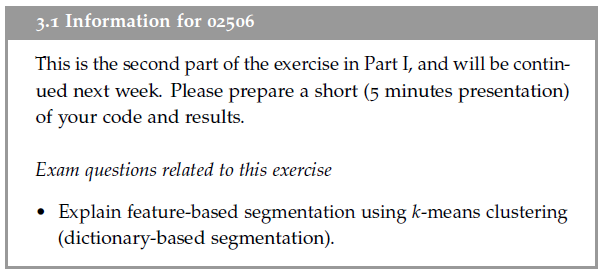 3.1 Information for 02506
This is the second part of the exercise in Part I, and will be contin-
ued next week. Please prepare a short (5 minutes presentation)
of your code and results.
Exam questions related to this exercise
• Explain feature-based segmentation using k-means clustering
(dictionary-based segmentation).